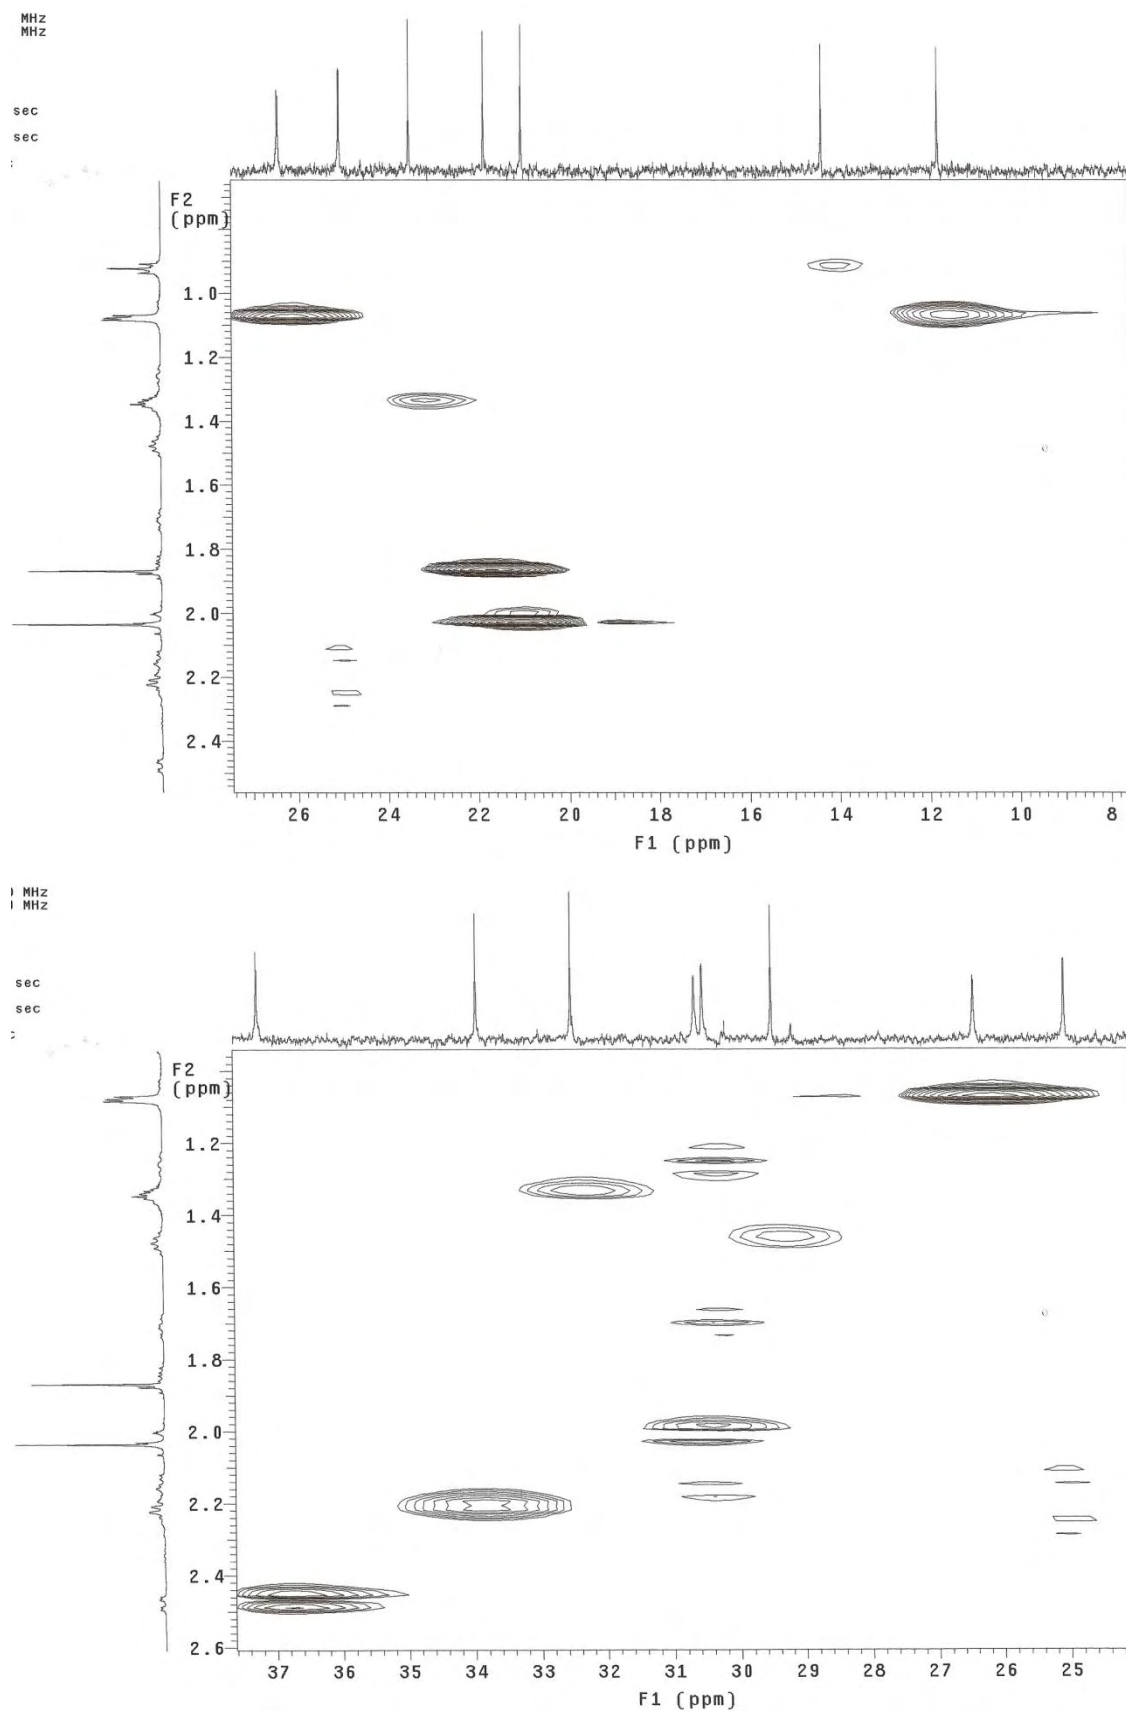 MHz
MHz
sec
sec
F2
(ppm)
1.0
1.2
1.4
1.6
1.8
2.0
2.2
2.4
26 24 22 20 18 16 14 12 10 8
F1 (ppm)
) MHz
) MHz
sec
sec
F2
(ppm)
1.2
1.4
1.6
1.8
2.0
2.2
2.4
2.6
37 36 35 34 33 32 31 30 29 28 27 26 25
F1 (ppm)